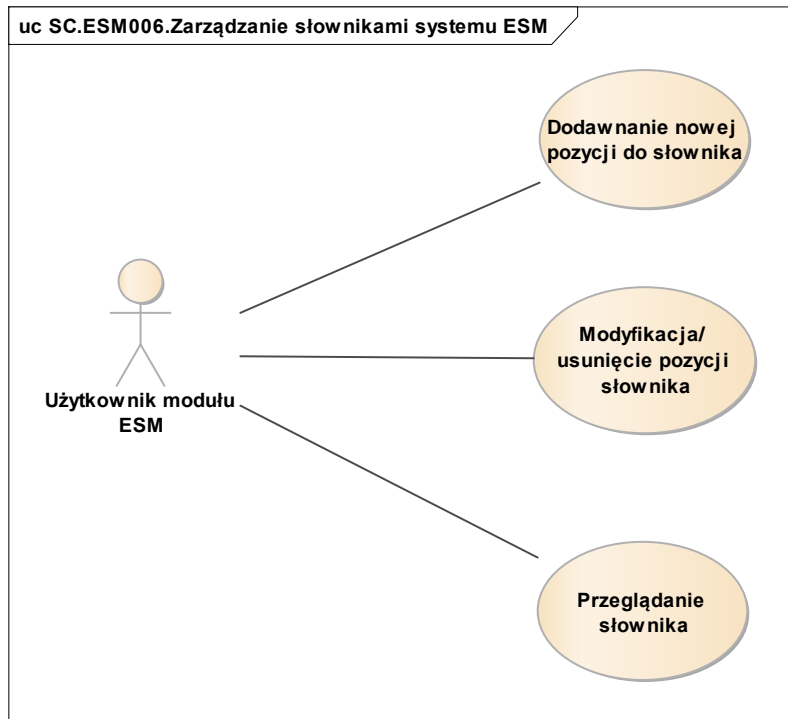 uc SC.ESM006.Zarządzanie słownikami systemu ESM
Dodawnanie nowej
pozycji do słownika
Modyfikacja/
usunięcie pozycji
słownika
Użytkownik modułu
ESM
Przeglądanie
słownika